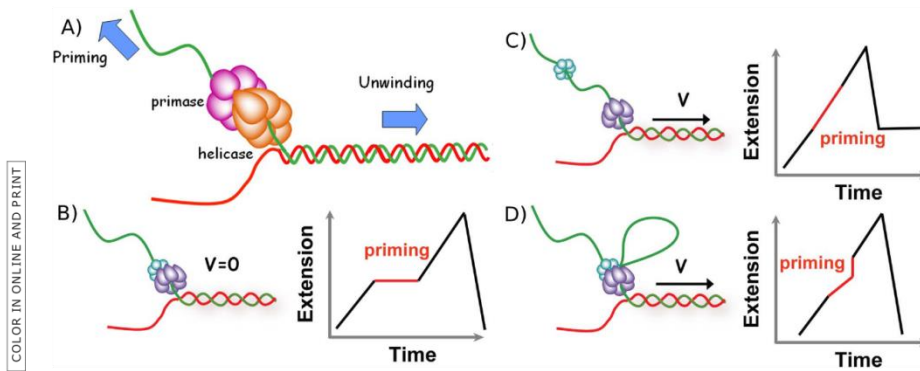 COLOR IN ONLINE AND PRINT
A)
Priming
primase
helicase
Unwinding
B)
V=0
Extension
priming
Time
C)
V
Extension
priming
Time
D)
V
Extension
priming
Time